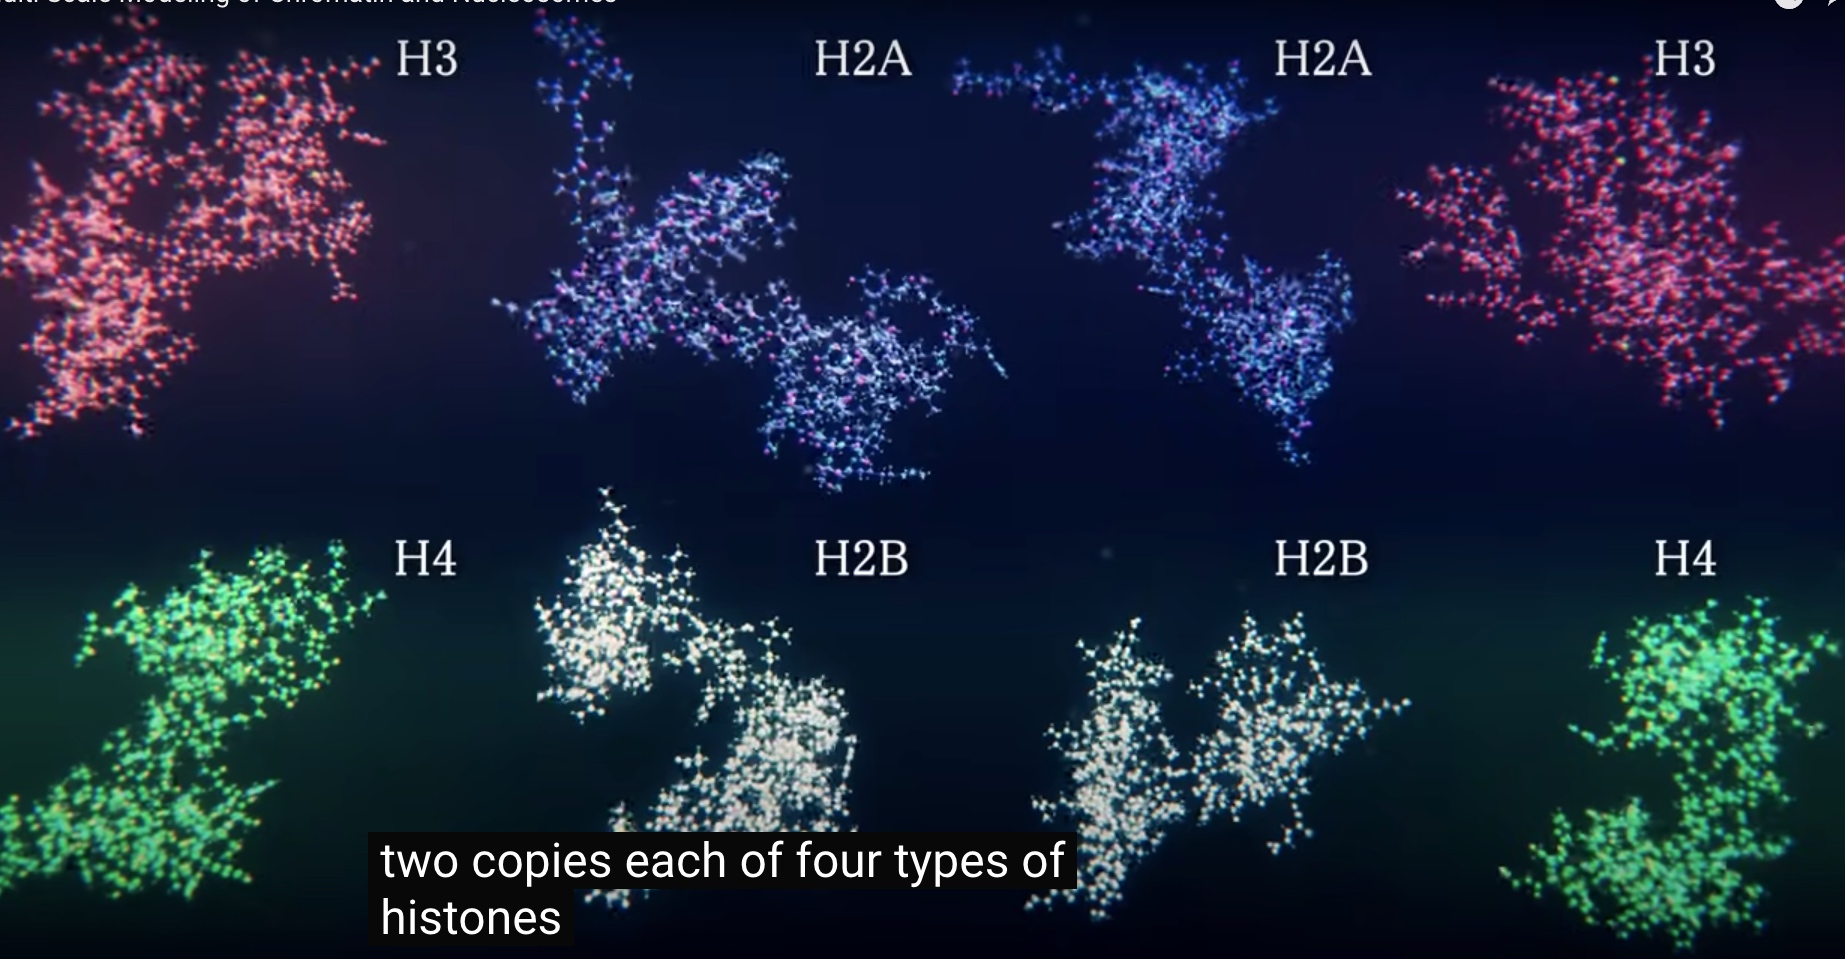 Scale Modeling of Chromatin and Nucleosomes
H3 H2A H2A H3
H4 H2B H2B H4
two copies each of four types of
histones